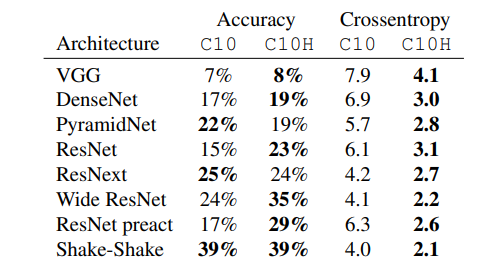 Accuracy Crossentropy
Architecture C10 C10H C10 C10H
VGG 7% 8% 7.9 4.1
DenseNet 17% 19% 6.9 3.0
PyramidNet 22% 19% 5.7 2.8
ResNet 15% 23% 6.1 3.1
ResNext 25% 24% 4.2 2.7
Wide ResNet 24% 35% 4.1 2.2
ResNet preact 17% 29% 6.3 2.6
Shake-Shake 39% 39% 4.0 2.1